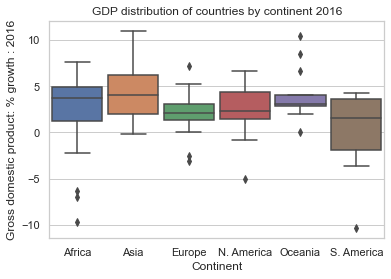 GDP distribution of countries by continent 2016
Gross domestic product: % growth : 2016
10
5
0
−5
−10
Africa Asia Europe N. America Oceania S. America
Continent